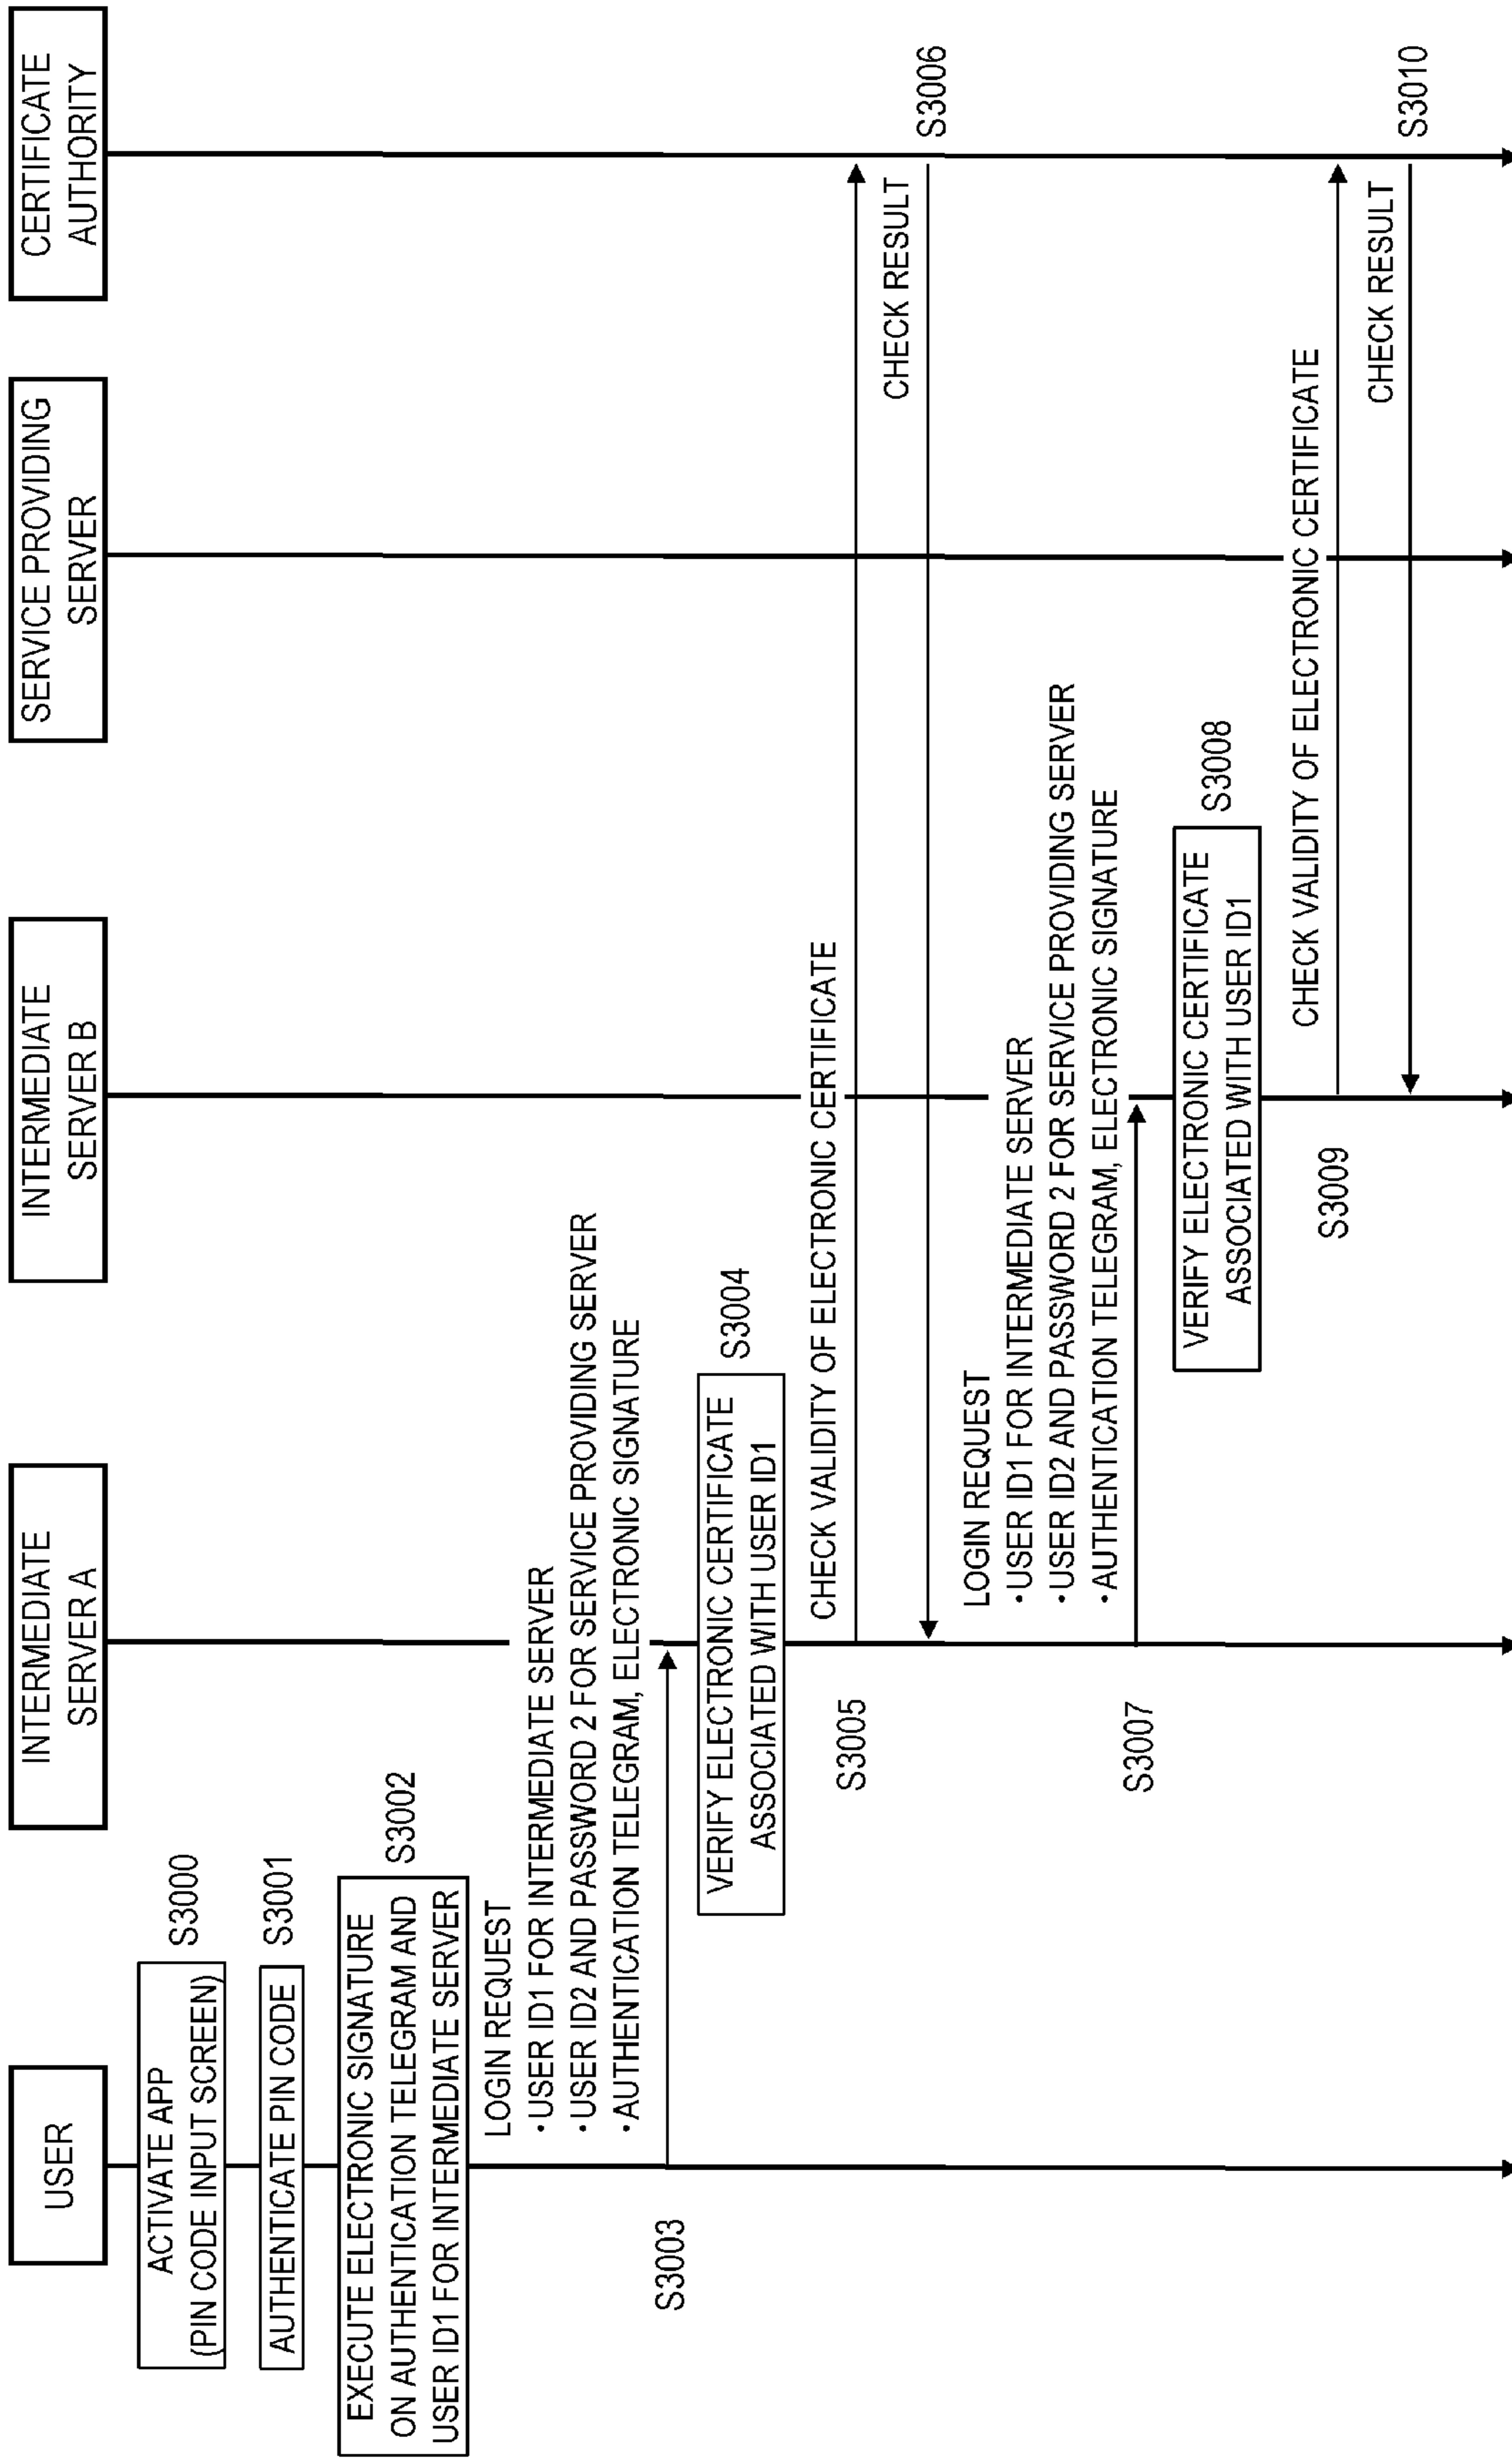 USER
INTERMEDIATE
SERVER A
INTERMEDIATE
SERVER B
SERVICE PROVIDING
SERVER
CERTIFICATE
AUTHORITY
ACTIVATE APP
(PIN CODE INPUT SCREEN)
S3000
AUTHENTICATE PIN CODE
S3001
EXECUTE ELECTRONIC SIGNATURE
ON AUTHENTICATION TELEGRAM AND
USER ID1 FOR INTERMEDIATE SERVER
S3002
LOGIN REQUEST
・USER ID1 FOR INTERMEDIATE SERVER
・USER ID2 AND PASSWORD 2 FOR SERVICE PROVIDING SERVER
・AUTHENTICATION TELEGRAM, ELECTRONIC SIGNATURE
S3003
VERIFY ELECTRONIC CERTIFICATE
ASSOCIATED WITH USER ID1
S3004
CHECK VALIDITY OF ELECTRONIC CERTIFICATE
S3005
CHECK RESULT
S3006
LOGIN REQUEST
・USER ID1 FOR INTERMEDIATE SERVER
・USER ID2 AND PASSWORD 2 FOR SERVICE PROVIDING SERVER
・AUTHENTICATION TELEGRAM, ELECTRONIC SIGNATURE
S3007
VERIFY ELECTRONIC CERTIFICATE
ASSOCIATED WITH USER ID1
S3008
CHECK VALIDITY OF ELECTRONIC CERTIFICATE
S3009
CHECK RESULT
S3010